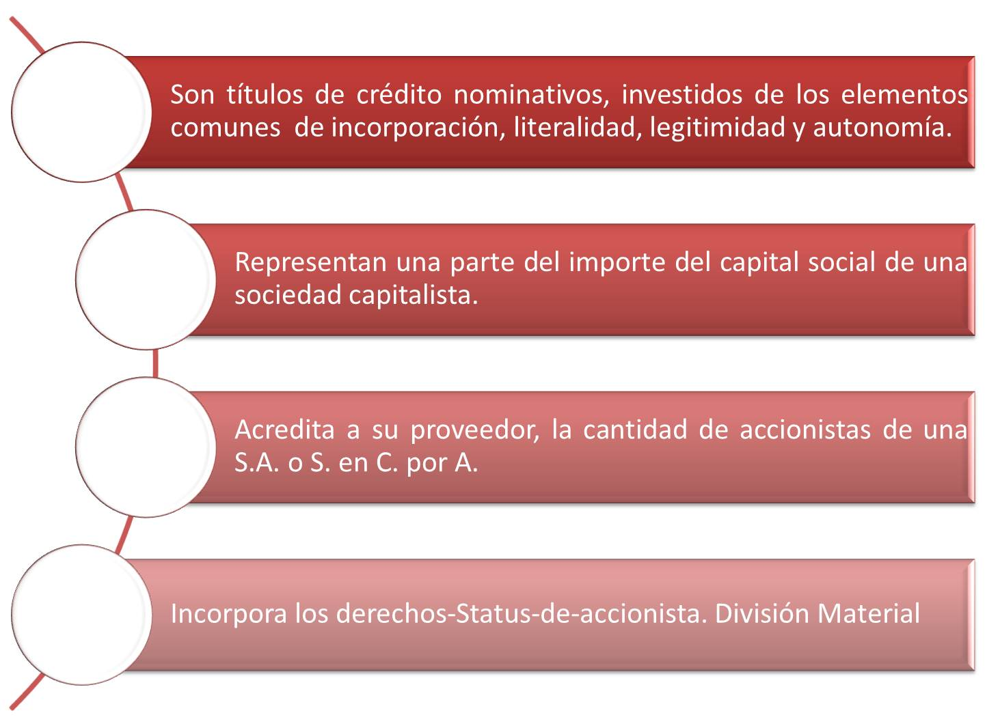 Son títulos de crédito nominativos, investidos de los elementos
comunes de incorporación, literalidad, legitimidad y autonomía.
Representan una parte del importe del capital social de una
sociedad capitalista.
Acredita a su proveedor, la cantidad de accionistas de una
S.A. o S. en C. por A.
Incorpora los derechos-Status-de-accionista. División Material